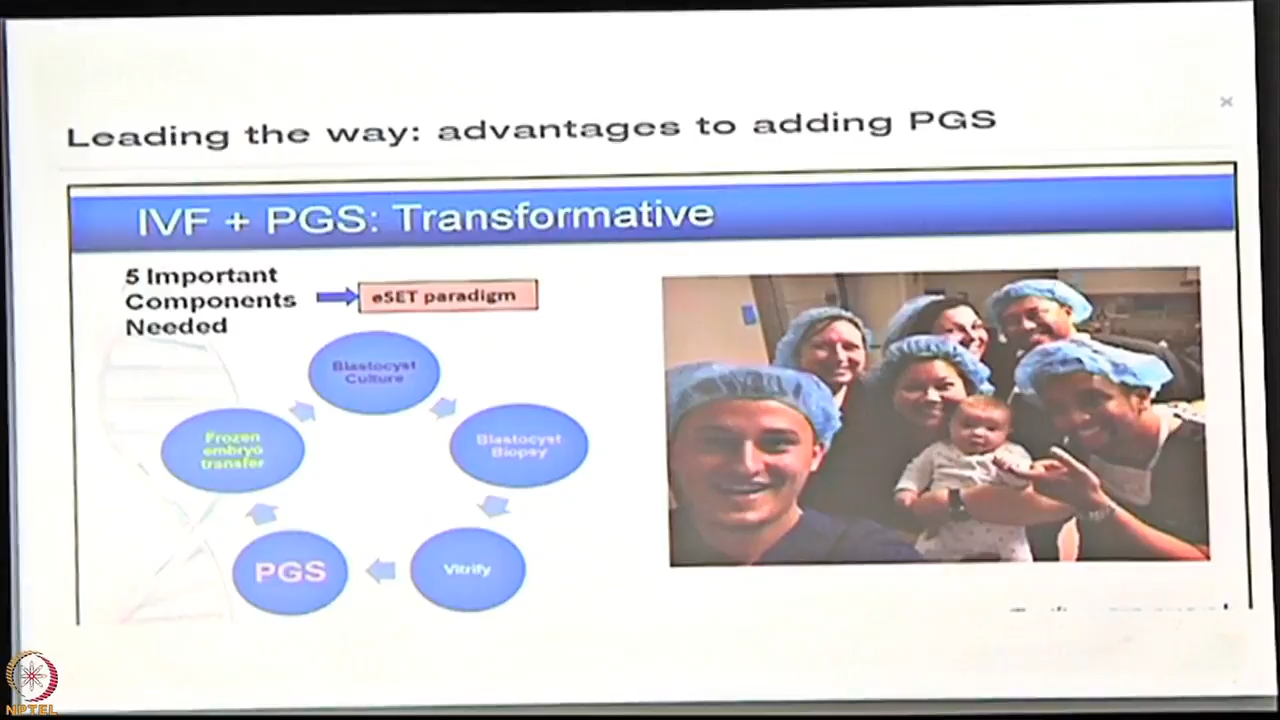 Leading the way: advantages to adding PGS
×
IVF + PGS: Transformative
5 Important
Components
Needed
eSET paradigm
Blastocyst
Culture
Blastocyst
Biopsy
Vitrify
PGS
Frozen
embryo
transfer
NPTEL